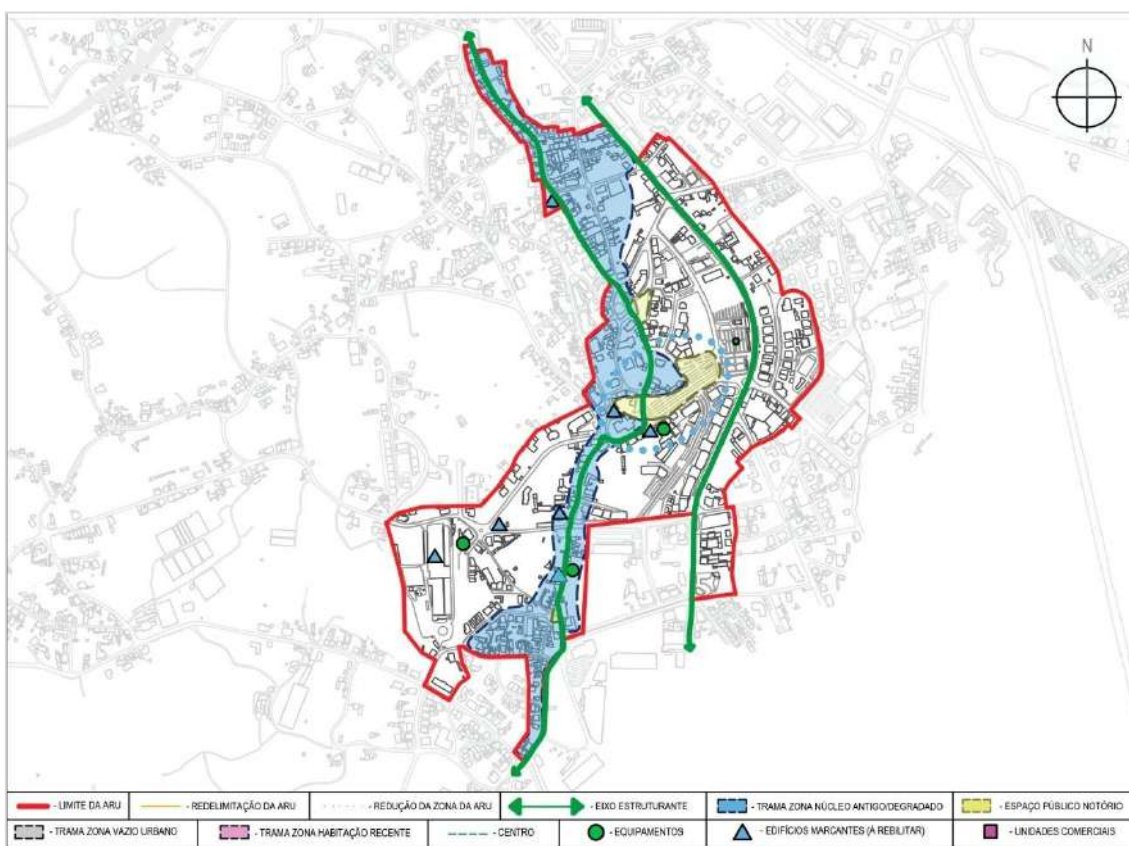 N
- LIMITE DA ARU
- REDELIMITAÇÃO DA ARU
- REDUÇÃO DA ZONA DA ARU
- EIXO ESTRUTURANTE
- TRAMA ZONA NÚCLEO ANTIGO/DEGRADADO
- ESPAÇO PÚBLICO NOTÓRIO
- TRAMA ZONA VAZIO URBANO
- TRAMA ZONA HABITAÇÃO RECENTE
- CENTRO
- EQUIPAMENTOS
- EDIFÍCIOS MARCANTES (A REBILITAR)
- UNIDADES COMERCIAIS